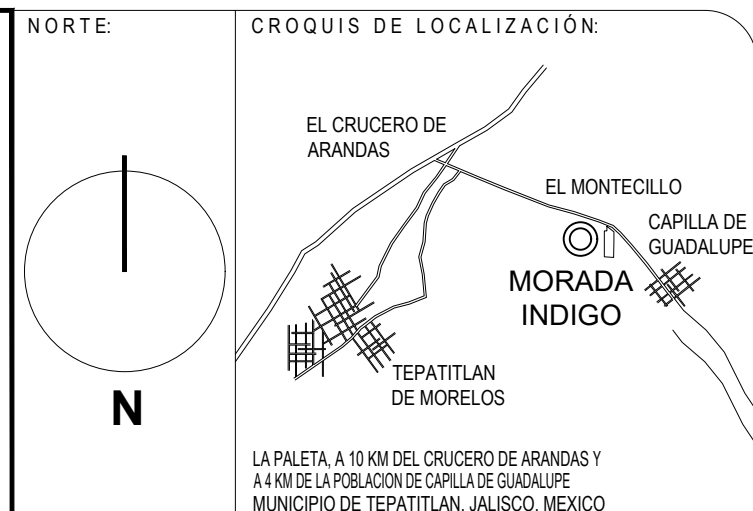 NORTE:
N
CROQUIS DE LOCALIZACIÓN:
EL CRUCERO DE
ARANDAS
EL MONTECILLO
CAPILLA DE
GUADALUPE
MORADA
INDIGO
TEPATITLAN
DE MORELOS
LA PALETA, A 10 KM DEL CRUCERO DE ARANDAS Y
A 4 KM DE LA POBLACION DE CAPILLA DE GUADALUPE
MUNICIPIO DE TEPATITLAN, JALISCO, MEXICO